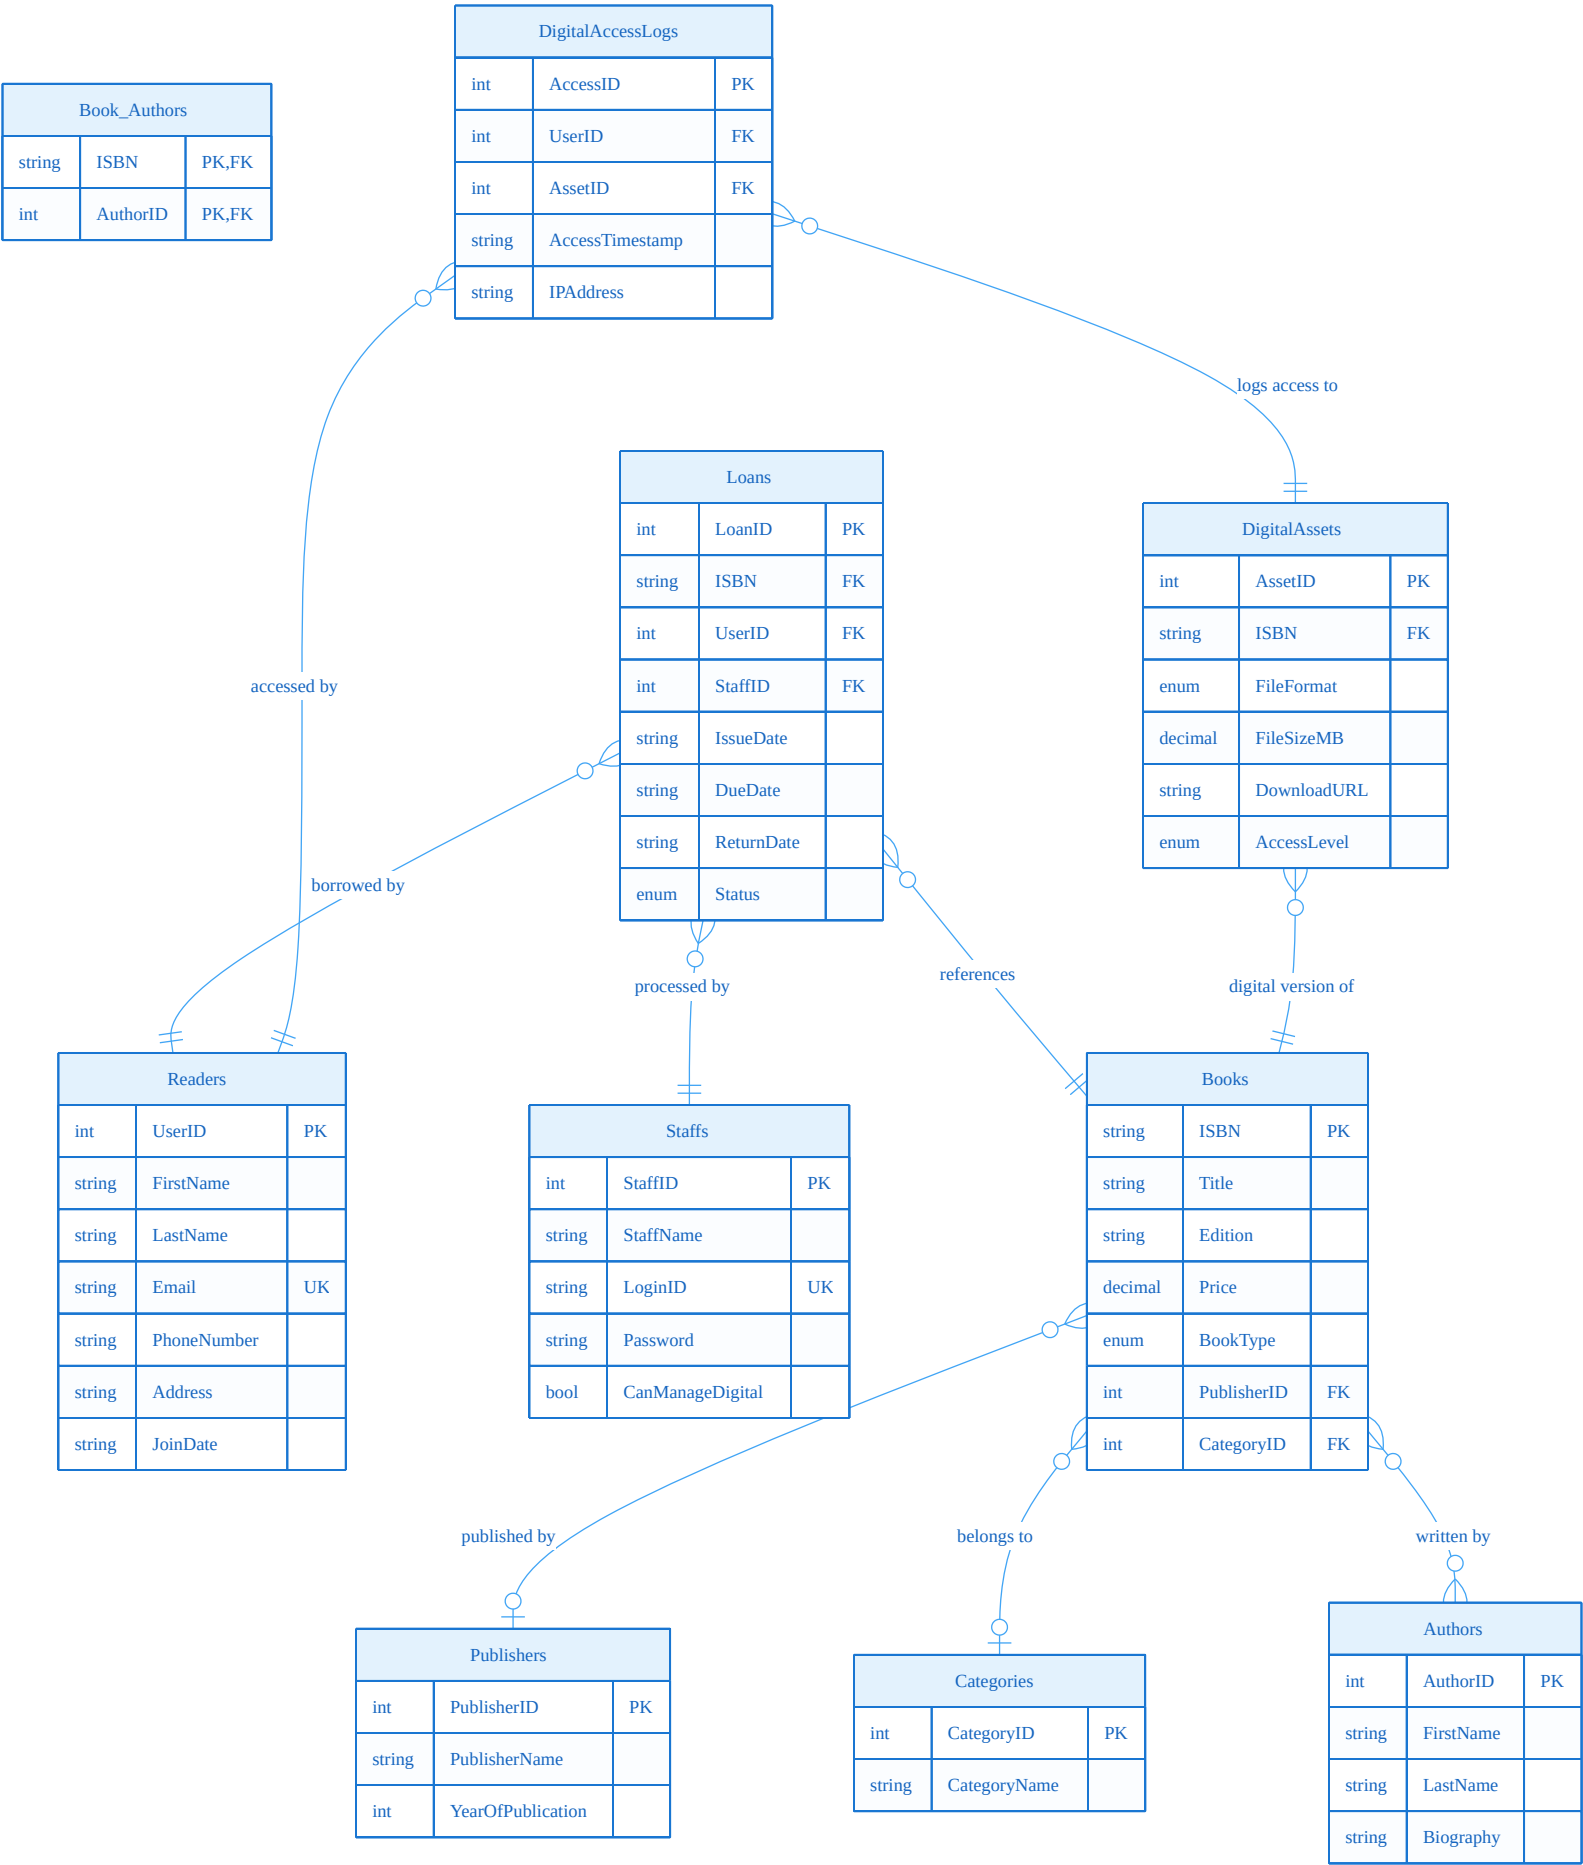 DigitalAccessLogs
int AccessID PK
int UserID FK
int AssetID FK
string AccessTimestamp
string IPAddress
Book_Authors
string ISBN PK,FK
int AuthorID PK,FK
logs access to
Loans
int LoanID PK
string ISBN FK
int UserID FK
int StaffID FK
string IssueDate
string DueDate
string ReturnDate
enum Status
DigitalAssets
int AssetID PK
string ISBN FK
enum FileFormat
decimal FileSizeMB
string DownloadURL
enum AccessLevel
accessed by
borrowed by
processed by
references
digital version of
Readers
int UserID PK
string FirstName
string LastName
string Email UK
string PhoneNumber
string Address
string JoinDate
Staffs
int StaffID PK
string StaffName
string LoginID UK
string Password
bool CanManageDigital
Books
string ISBN PK
string Title
string Edition
decimal Price
enum BookType
int PublisherID FK
int CategoryID FK
published by
belongs to
written by
Publishers
int PublisherID PK
string PublisherName
int YearOfPublication
Categories
int CategoryID PK
string CategoryName
Authors
int AuthorID PK
string FirstName
string LastName
string Biography